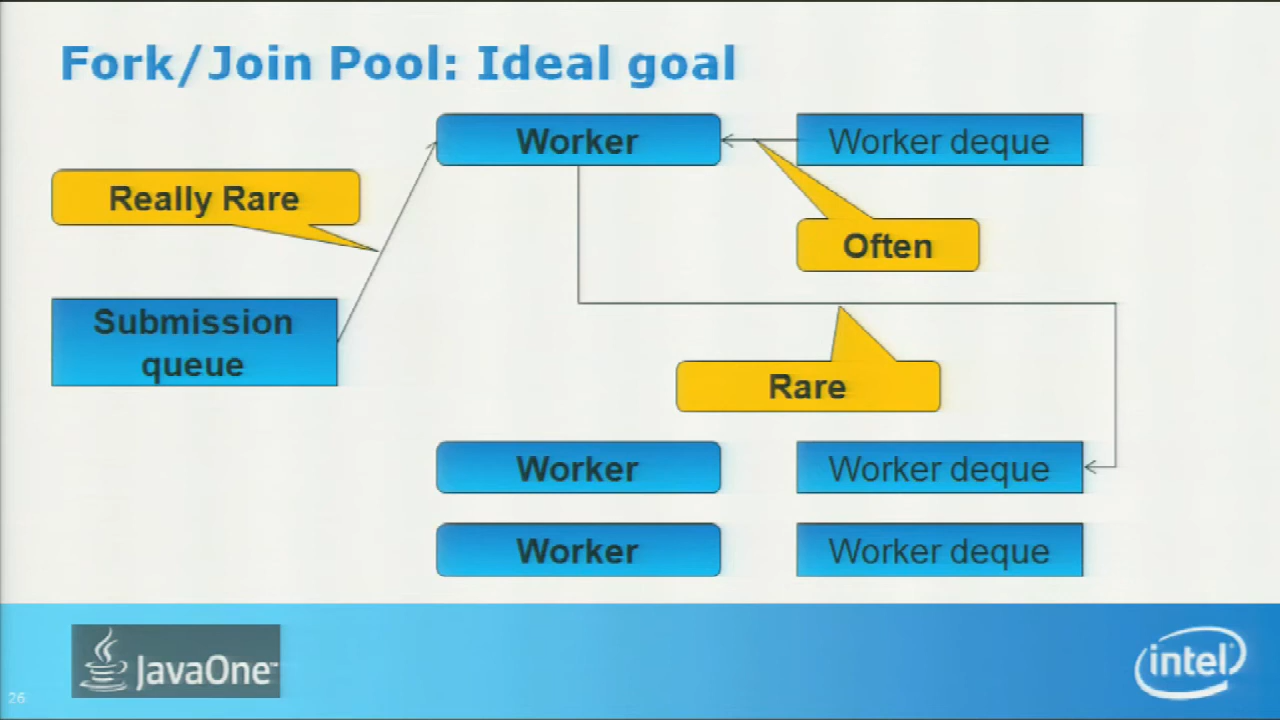 Fork/Join Pool: Ideal goal
Worker
Worker deque
Really Rare
Often
Submission
queue
Rare
Worker
Worker deque
Worker
Worker deque
26
JavaOne™
intel